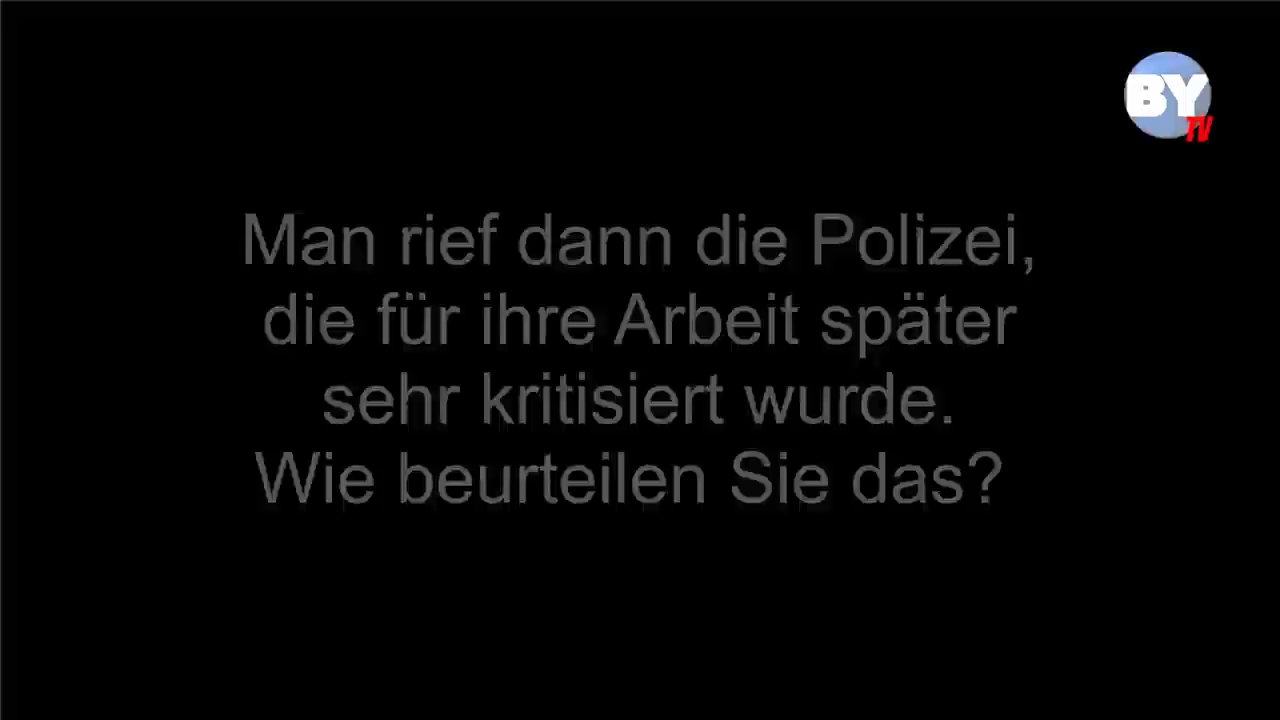 BY
TV
Man rief dann die Polizei,
die für ihre Arbeit später
sehr kritisiert wurde.
Wie beurteilen Sie das?